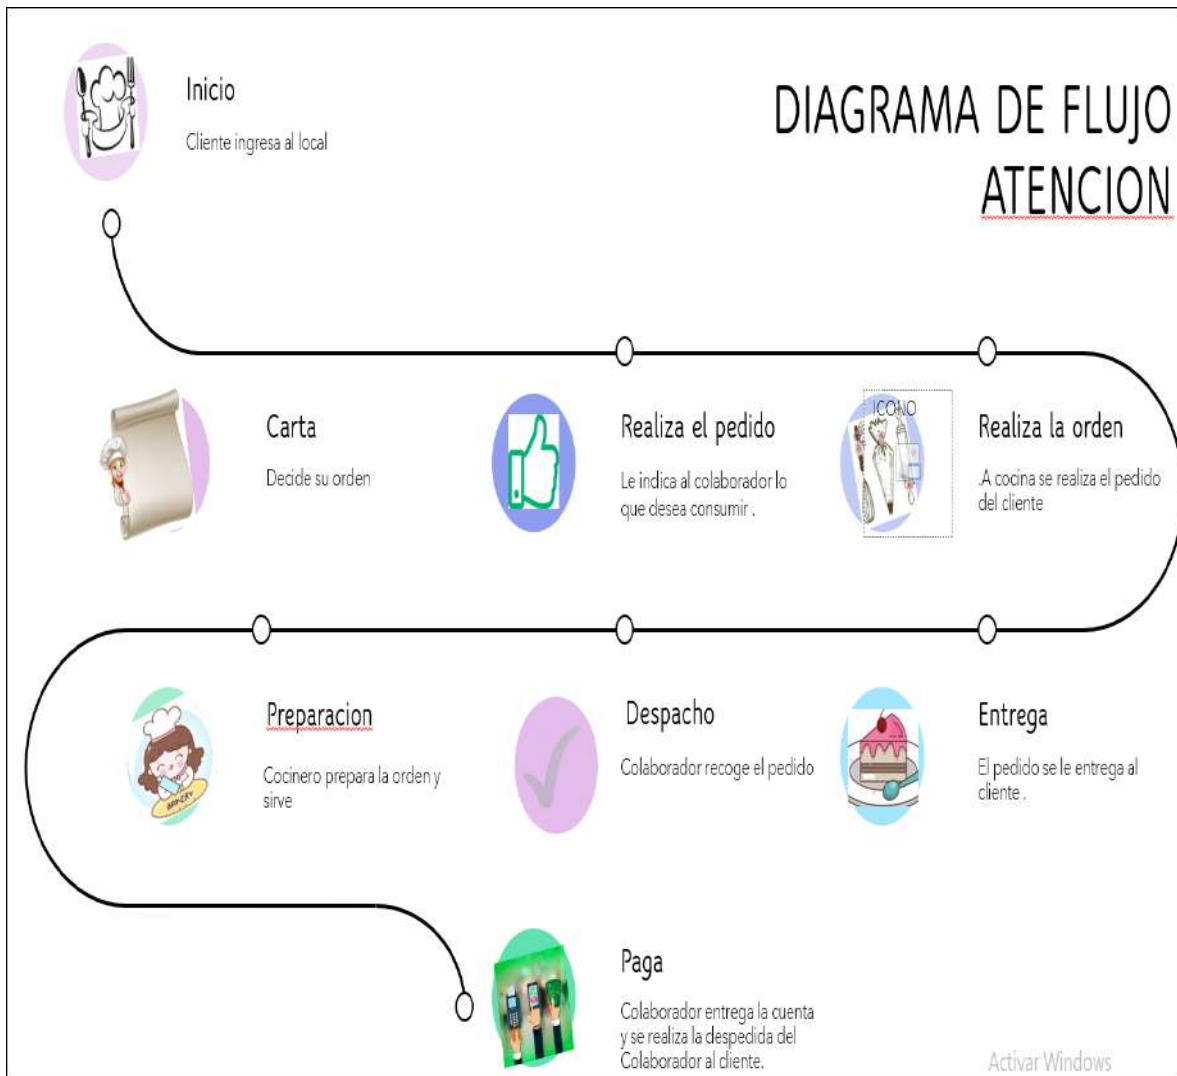 Inicio
Cliente ingresa al local
DIAGRAMA DE FLUJO
ATENCION
Carta
Decide su orden
Realiza el pedido
Le indica al colaborador lo
que desea consumir .
ICONO
Realiza la orden
.A cocina se realiza el pedido
del cliente
Preparacion
Cocinero prepara la orden y
sirve
BAKERY
Despacho
Colaborador recoge el pedido
Entrega
El pedido se le entrega al
cliente .
Paga
Colaborador entrega la cuenta
y se realiza la despedida del
Colaborador al cliente.
Activar Windows